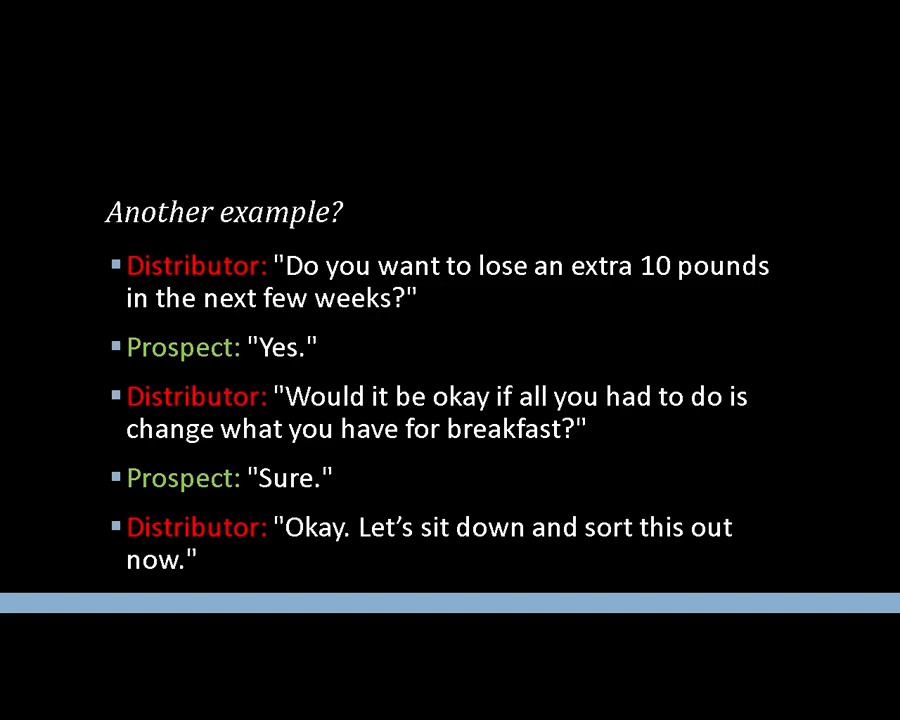 Another example?
▪Distributor: "Do you want to lose an extra 10 pounds
in the next few weeks?"
▪Prospect: "Yes."
▪Distributor: "Would it be okay if all you had to do is
change what you have for breakfast?"
▪Prospect: "Sure."
▪Distributor: "Okay. Let’s sit down and sort this out
now."